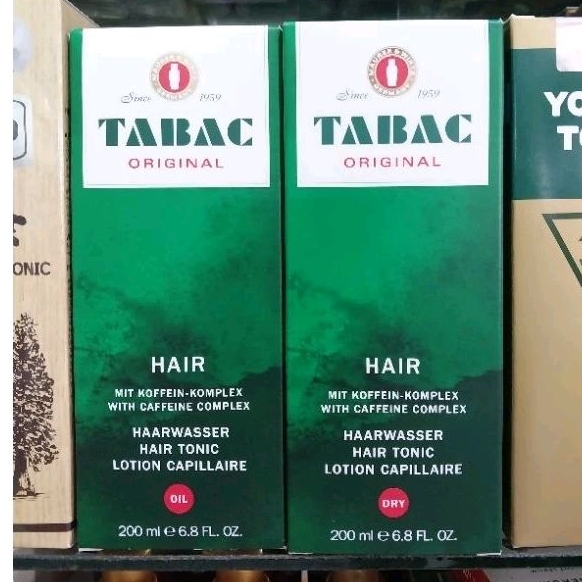 Since 1959
TABAC
ORIGINAL
HAIR
MIT KOFFEIN-KOMPLEX
WITH CAFFEINE COMPLEX
HAARWASSER
HAIR TONIC
LOTION CAPILLAIRE
OIL
200 ml e 6.8 FL. OZ.
Since 1959
TABAC
ORIGINAL
HAIR
MIT KOFFEIN-KOMPLEX
WITH CAFFEINE COMPLEX
HAARWASSER
HAIR TONIC
LOTION CAPILLAIRE
DRY
200 ml e 6.8 FL. OZ.
ONIC
YO